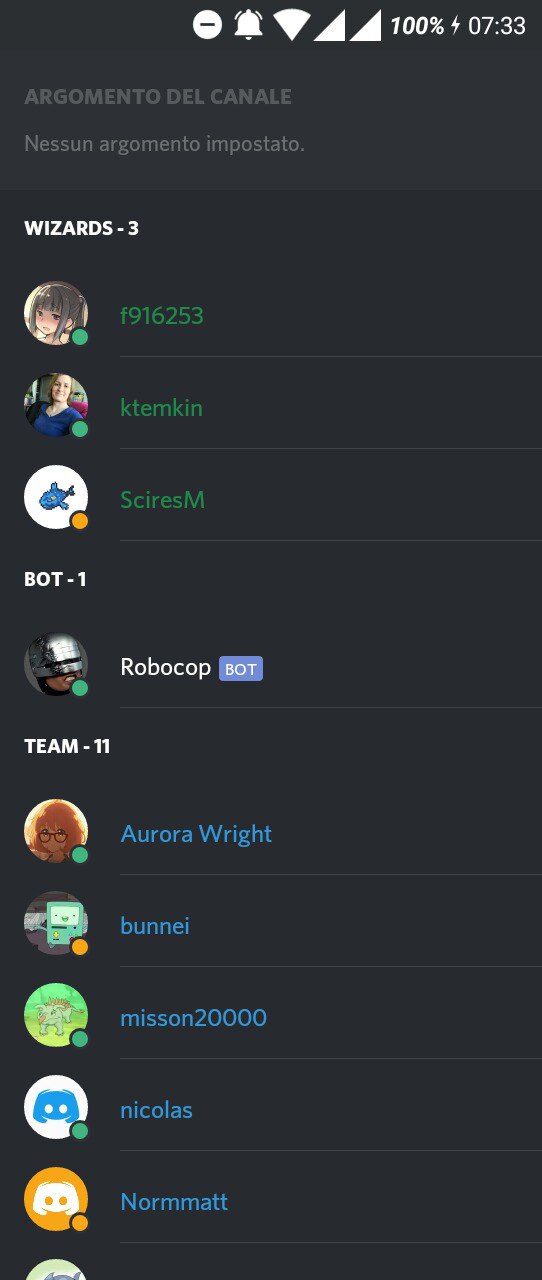 100% 07:33
ARGOMENTO DEL CANALE
Nessun argomento impostato.
WIZARDS - 3
f916253
ktemkin
SciresM
BOT - 1
Robocop BOT
TEAM - 11
Aurora Wright
bunnei
misson20000
nicolas
Normmatt